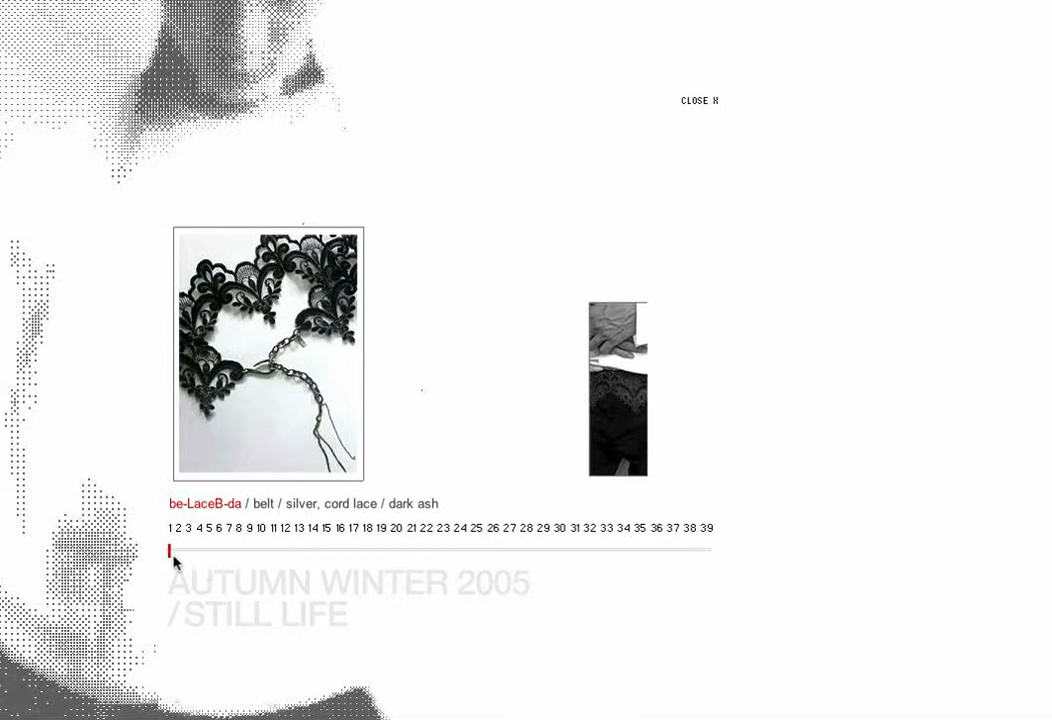 CLOSE X
be-LaceB-da / belt / silver, cord lace / dark ash
1 2 3 4 5 6 7 8 9 10 11 12 13 14 15 16 17 18 19 20 21 22 23 24 25 26 27 28 29 30 31 32 33 34 35 36 37 38 39
AUTUMN WINTER 2005
/STILL LIFE